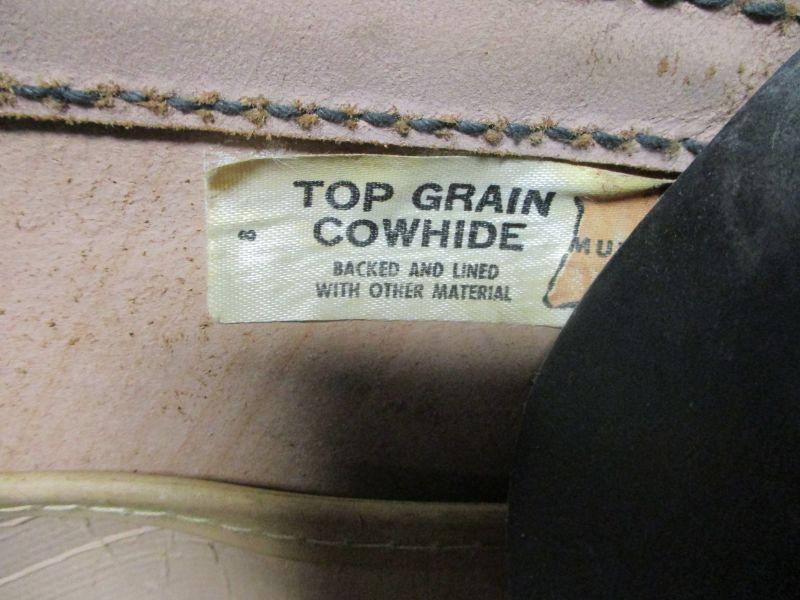 TOP GRAIN
COWHIDE
BACKED AND LINED
WITH OTHER MATERIAL
8